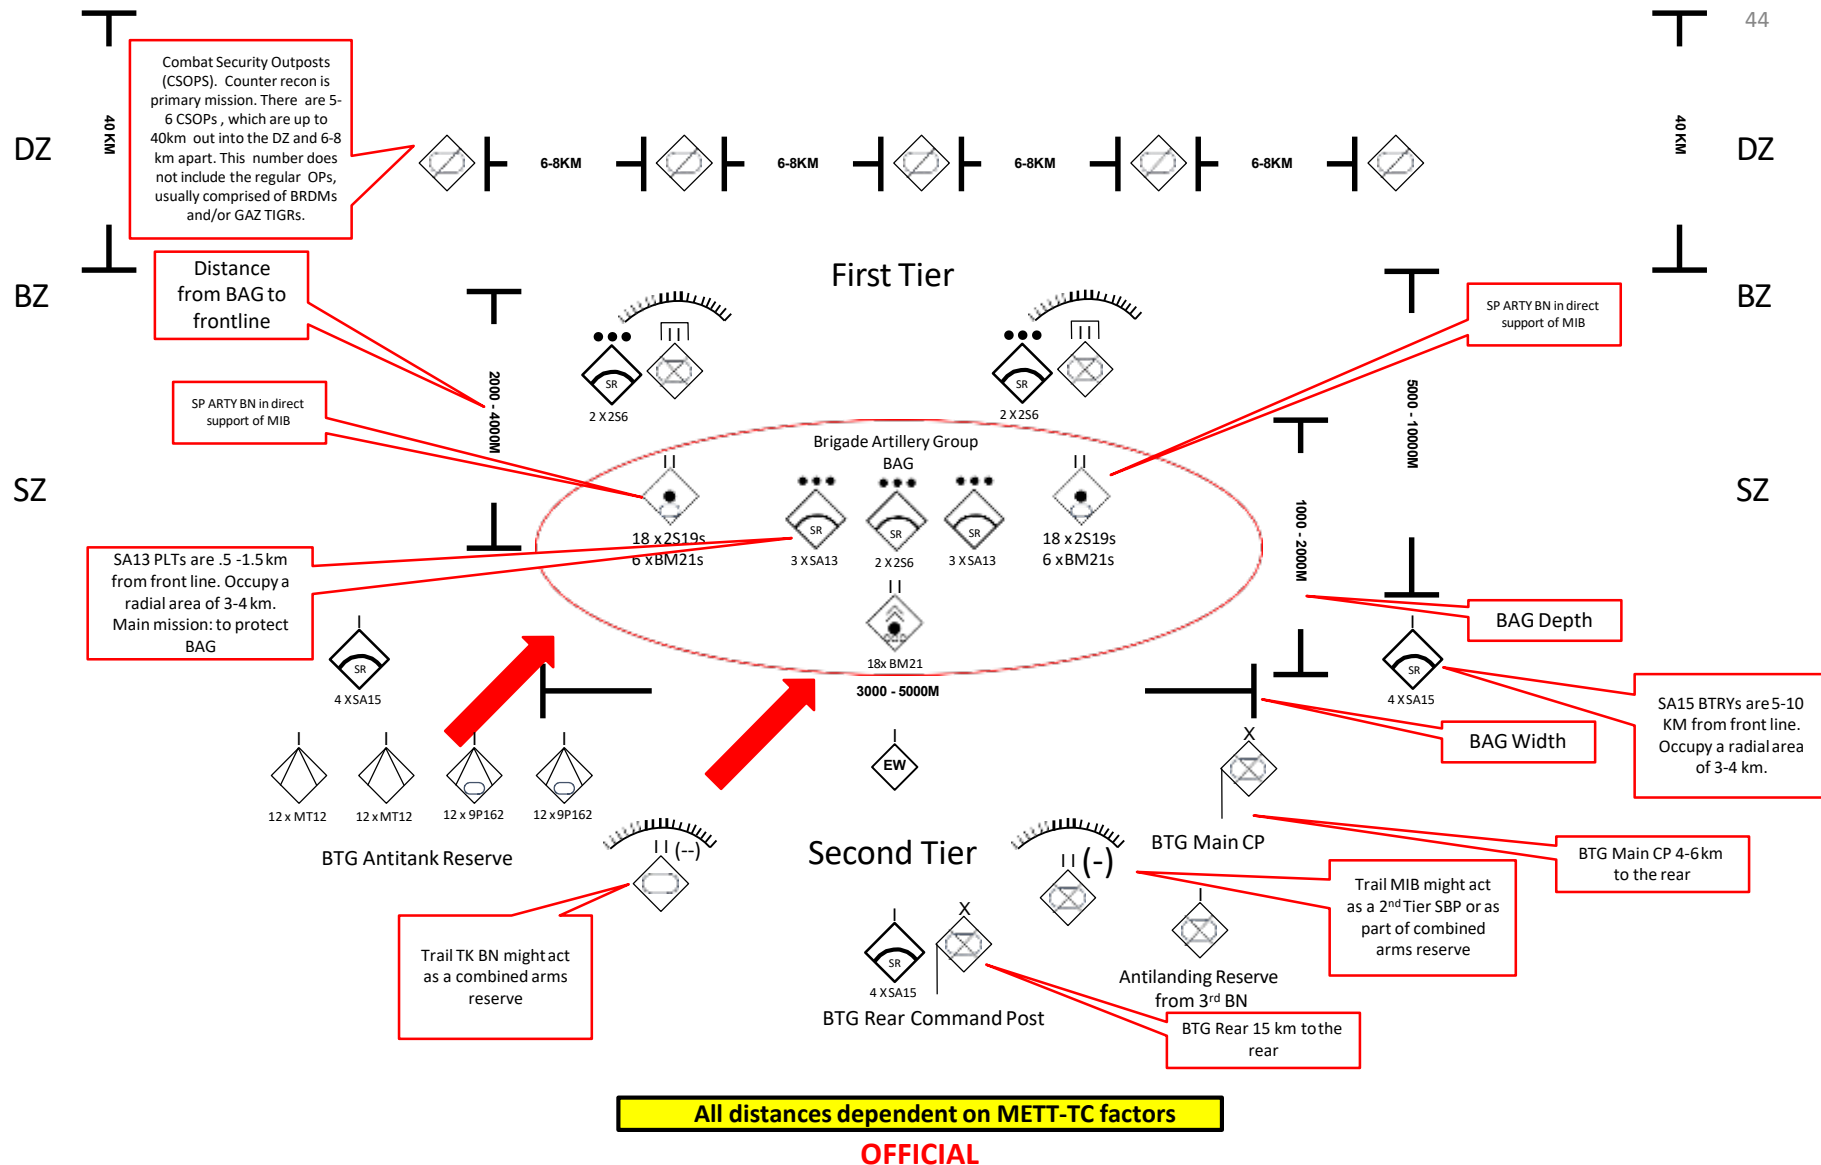 44
Combat Security Outposts
(CSOPS). Counter recon is
primary mission. There are 5-
6 CSOPs , which are up to
40km out into the DZ and 6-8
km apart. This number does
not include the regular OPs,
usually comprised of BRDMs
and/or GAZ TIGRs.
40 KM
40 KM
DZ
DZ
6-8KM
6-8KM
6-8KM
6-8KM
Distance
from BAG to
frontline
First Tier
BZ
BZ
SP ARTY BN in direct
support of MIB
2000 - 4000M
5000 - 10000M
I I
I I
SR
SR
2 X 2S6
2 X 2S6
SP ARTY BN in direct
support of MIB
Brigade Artillery Group
BAG
I I
I I
SZ
SZ
SR
SR
SR
18 x 2S19s
6 x BM21s
3 X SA13
2 X 2S6
3 X SA13
18 x 2S19s
6 x BM21s
1000 - 2000M
SA13 PLTs are .5 -1.5 km
from front line. Occupy a
radial area of 3-4 km.
Main mission: to protect
BAG
I I
18x BM21
BAG Depth
I
SR
4 X SA15
3000 - 5000M
I
SR
4 X SA15
SA15 BTRYs are 5-10
KM from front line.
Occupy a radial area
of 3-4 km.
BAG Width
I
I
I
I
12 x MT12
12 x MT12
12 x 9P162
12 x 9P162
BTG Antitank Reserve
I
EW
X
BTG Main CP
BTG Main CP 4-6 km
to the rear
Second Tier
I I (--)
I I (-)
Trail MIB might act
as a 2nd Tier SBP or as
part of combined
arms reserve
Trail TK BN might act
as a combined arms
reserve
I
SR
4 X SA15
X
BTG Rear Command Post
I
Antilanding Reserve
from 3rd BN
BTG Rear 15 km to the
rear
All distances dependent on METT-TC factors
OFFICIAL